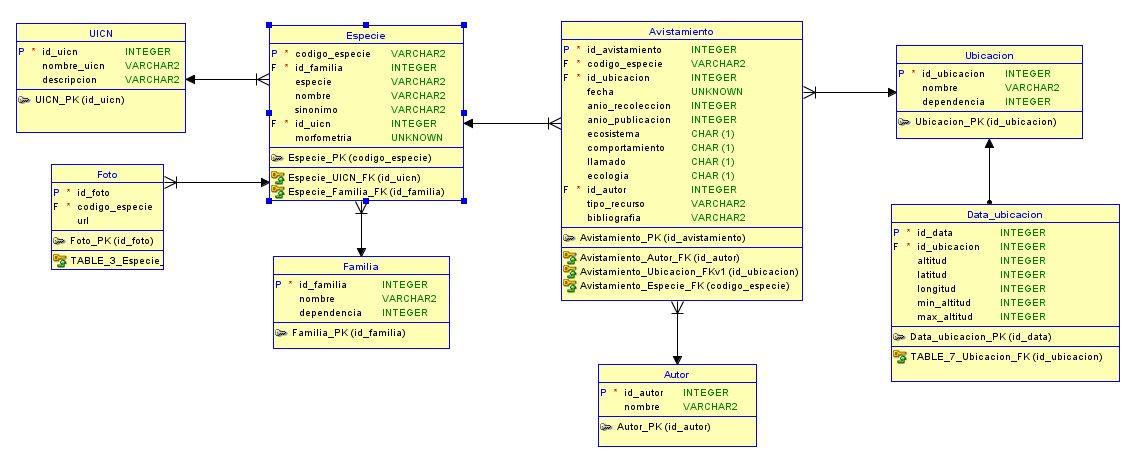 UICN
P * id_uicn INTEGER
nombre_uicn VARCHAR2
descripcion VARCHAR2
UICN_PK (id_uicn)
Especie
P * codigo_especie VARCHAR2
F * id_familia INTEGER
especie VARCHAR2
nombre VARCHAR2
sinonimo VARCHAR2
F * id_uicn INTEGER
morfometria UNKNOWN
Especie_PK (codigo_especie)
Especie_UICN_FK (id_uicn)
Especie_Familia_FK (id_familia)
Avistamiento
P * id_avistamiento INTEGER
F * codigo_especie VARCHAR2
F * id_ubicacion INTEGER
fecha UNKNOWN
anio_recoleccion INTEGER
anio_publicacion INTEGER
ecosistema CHAR (1)
comportamiento CHAR (1)
llamado CHAR (1)
ecologia CHAR (1)
F * id_autor INTEGER
tipo_recurso VARCHAR2
bibliografia VARCHAR2
Avistamiento_PK (id_avistamiento)
Avistamiento_Autor_FK (id_autor)
Avistamiento_Ubicacion_FKv1 (id_ubicacion)
Avistamiento_Especie_FK (codigo_especie)
Ubicacion
P * id_ubicacion INTEGER
nombre VARCHAR2
dependencia INTEGER
Ubicacion_PK (id_ubicacion)
Foto
P * id_foto
F * codigo_especie
url
Foto_PK (id_foto)
TABLE_3_Especie_
Familia
P * id_familia INTEGER
nombre VARCHAR2
dependencia INTEGER
Familia_PK (id_familia)
Data_ubicacion
P * id_data INTEGER
F * id_ubicacion INTEGER
altitud INTEGER
latitud INTEGER
longitud INTEGER
min_altitud INTEGER
max_altitud INTEGER
Data_ubicacion_PK (id_data)
TABLE_7_Ubicacion_FK (id_ubicacion)
Autor
P * id_autor INTEGER
nombre VARCHAR2
Autor_PK (id_autor)